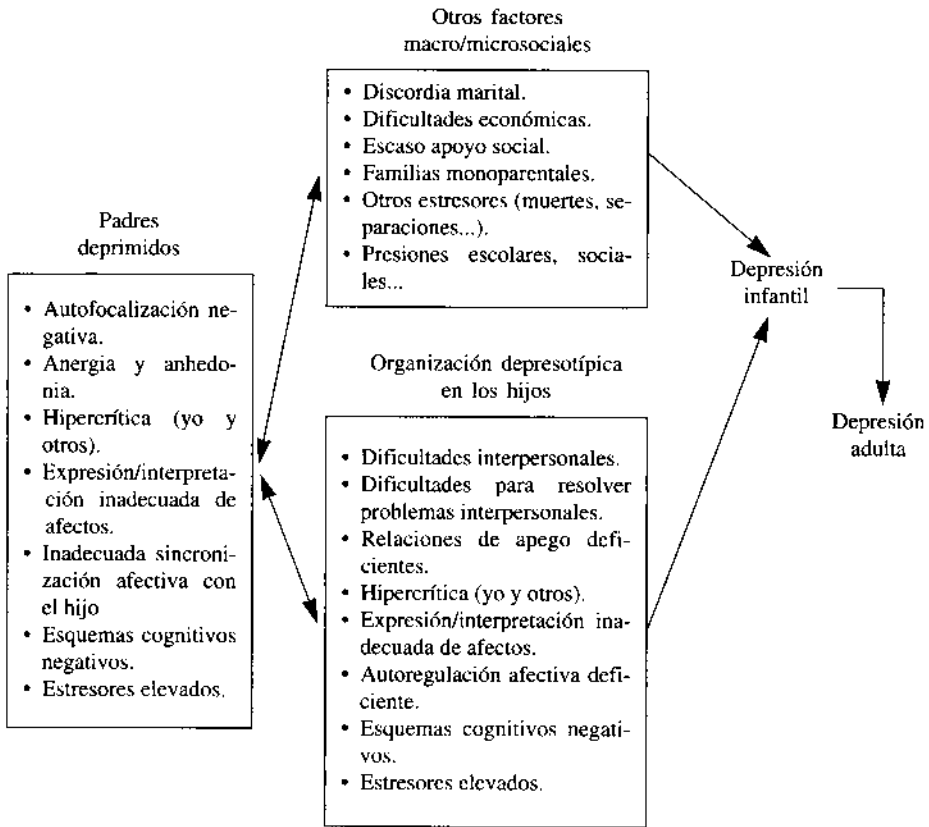 Otros factores
macro/microsociales
• Discordia marital.
• Dificultades económicas.
• Escaso apoyo social.
• Familias monoparentales.
• Otros estresores (muertes, se-
paraciones...).
• Presiones escolares, socia-
les...
Padres
deprimidos
• Autofocalización ne-
gativa.
• Anergia y anhedo-
nia.
• Hipercrítica (yo y
otros).
• Expresión/interpreta-
ción inadecuada de
afectos.
• Inadecuada sincroni-
zación afectiva con
el hijo
• Esquemas cognitivos
negativos.
• Estresores elevados.
Organización depresotípica
en los hijos
• Dificultades interpersonales.
• Dificultades para resolver
problemas interpersonales.
• Relaciones de apego defi-
cientes.
• Hipercrítica (yo y otros).
• Expresión/interpretación ina-
decuada de afectos.
• Autoregulación afectiva defi-
ciente.
• Esquemas cognitivos negati-
vos.
• Estresores elevados.
Depresión
infantil
Depresión
adulta